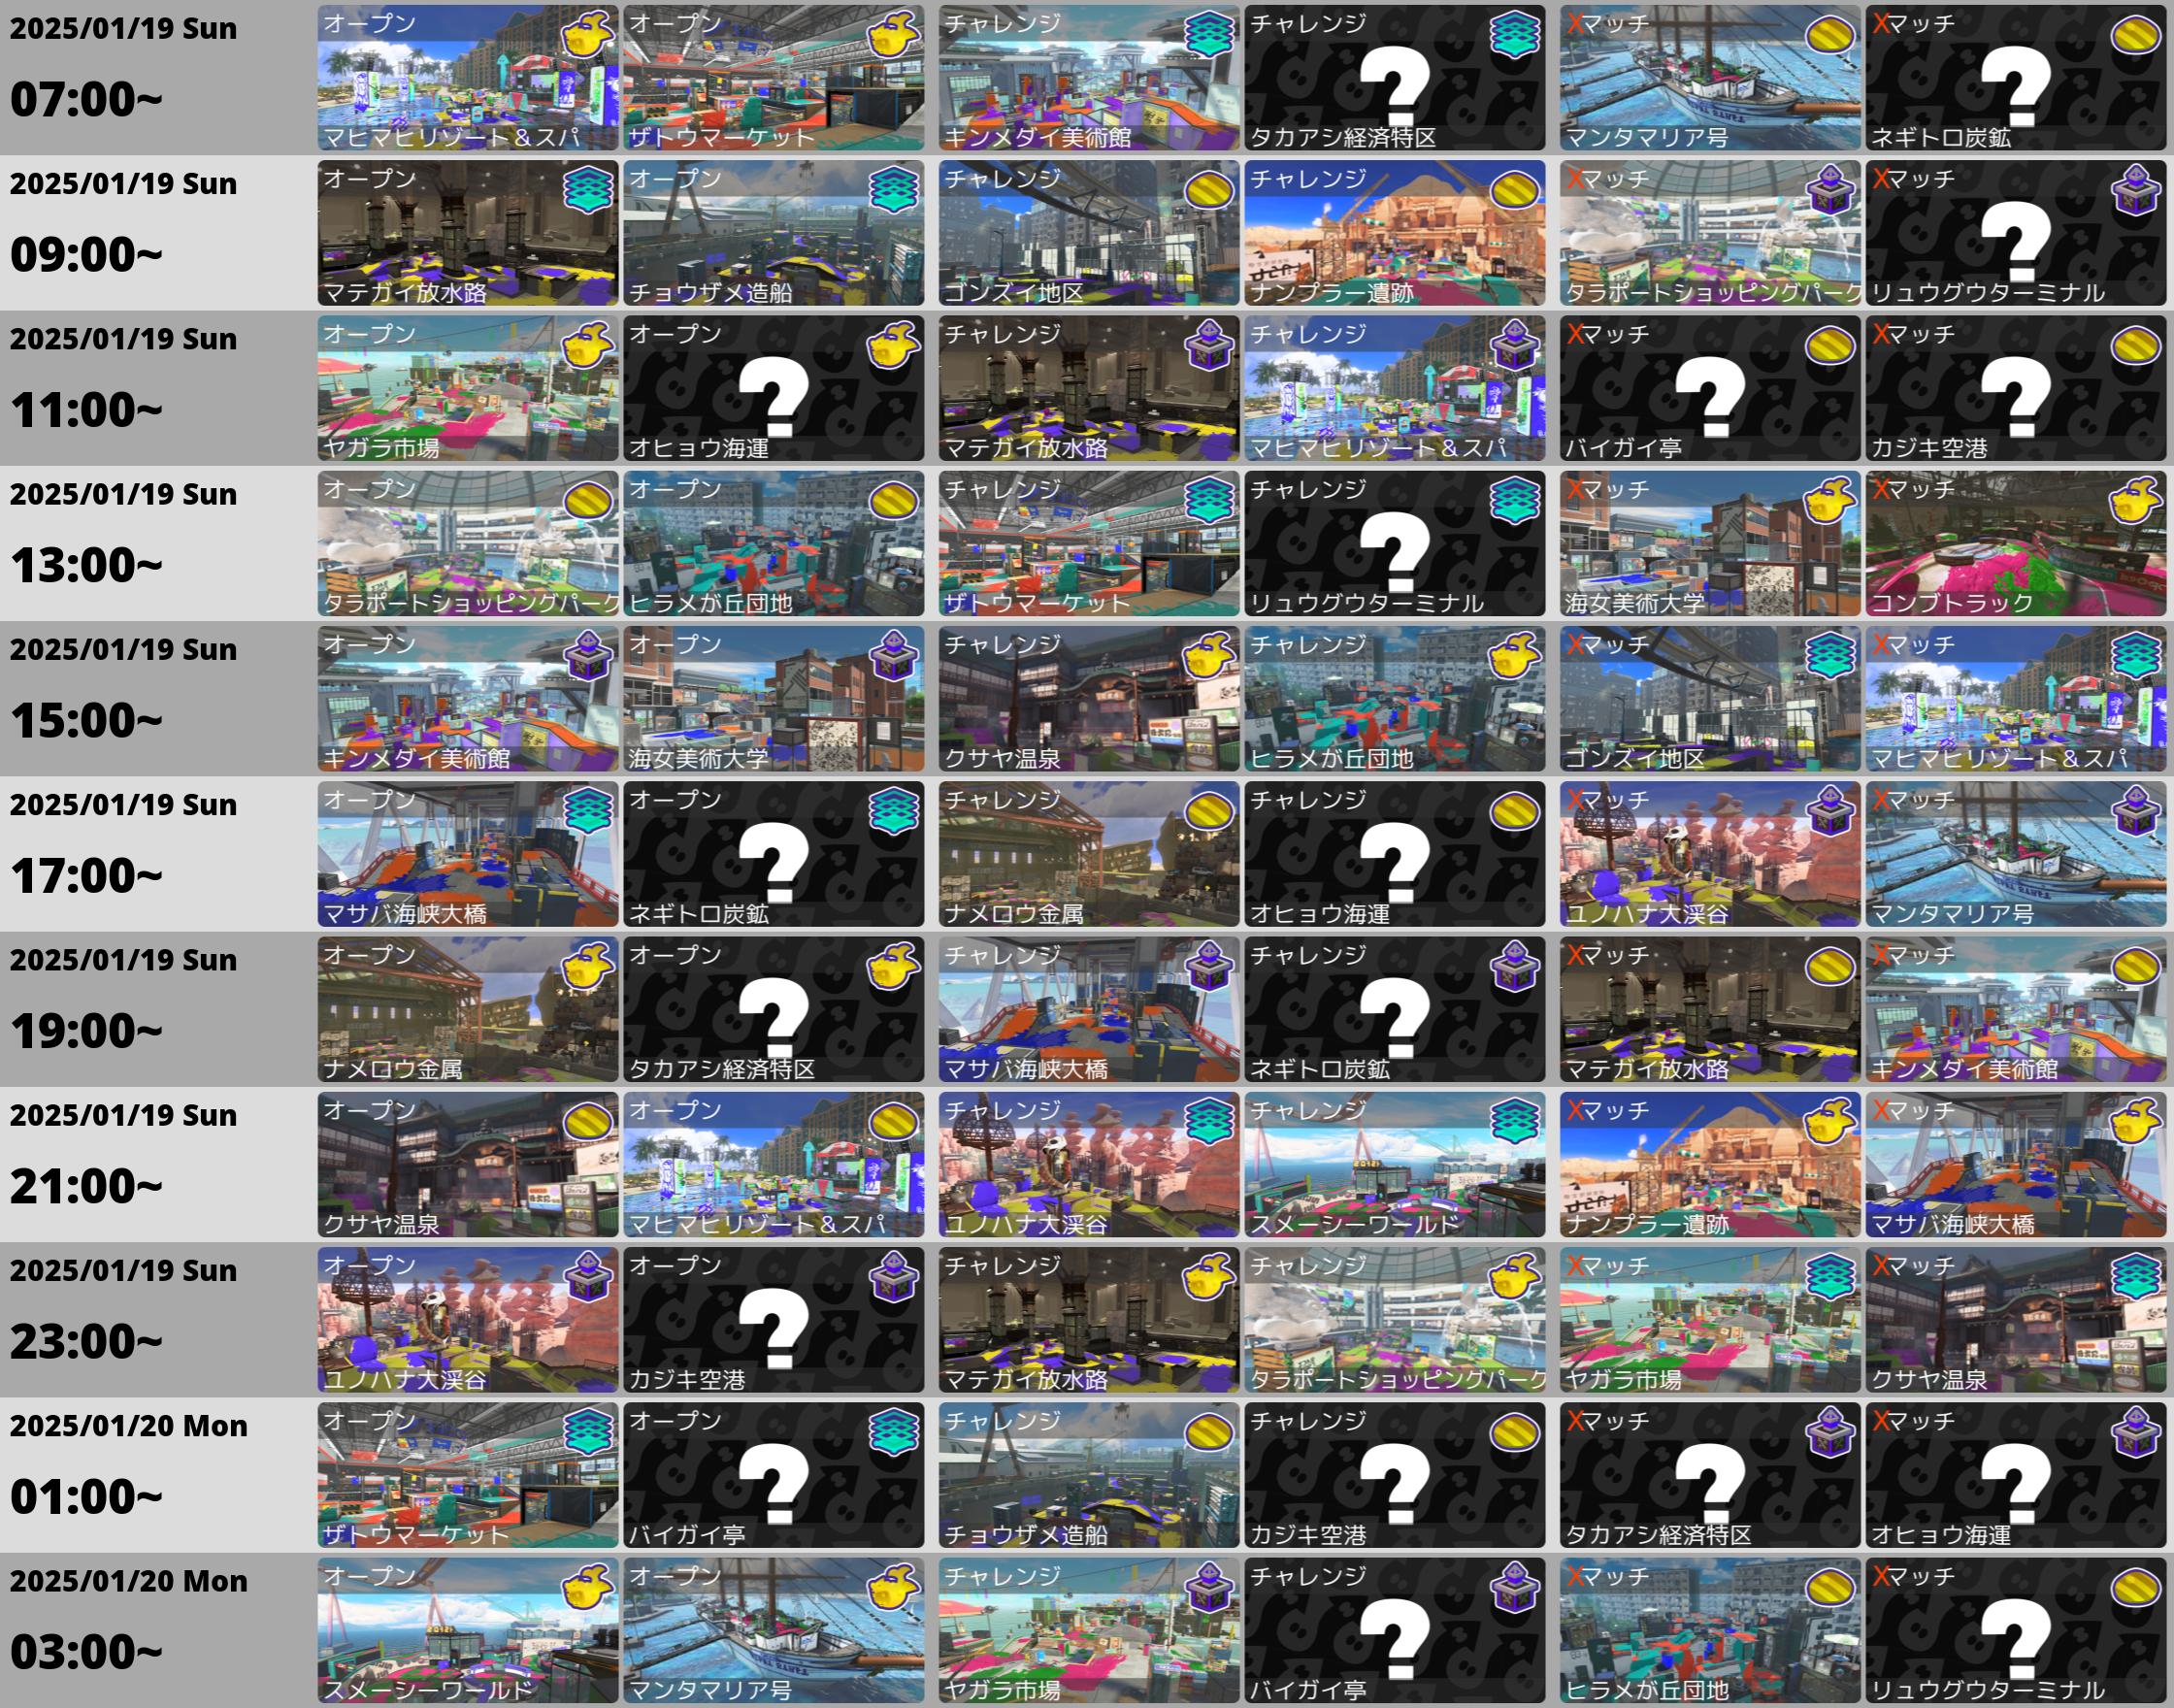 2025/01/19 Sun
07:00~
オープン
マヒマヒリゾート＆スパ
オープン
ザトウマーケット
チャレンジ
キンメダイ美術館
チャレンジ
?
タカアシ経済特区
Xマッチ
マンタマリア号
Xマッチ
?
ネギトロ炭鉱
2025/01/19 Sun
09:00~
オープン
マテガイ放水路
オープン
チョウザメ造船
チャレンジ
ゴンズイ地区
チャレンジ
ナンプラー遺跡
Xマッチ
タラポートショッピングパーク
Xマッチ
?
リュウグウターミナル
2025/01/19 Sun
11:00~
オープン
ヤガラ市場
オープン
?
オヒョウ海運
チャレンジ
マテガイ放水路
チャレンジ
マヒマヒリゾート＆スパ
Xマッチ
?
バイガイ亭
Xマッチ
?
カジキ空港
2025/01/19 Sun
13:00~
オープン
タラポートショッピングパーク
オープン
ヒラメが丘団地
チャレンジ
ザトウマーケット
チャレンジ
?
リュウグウターミナル
Xマッチ
海女美術大学
Xマッチ
コンブトラック
2025/01/19 Sun
15:00~
オープン
キンメダイ美術館
オープン
海女美術大学
チャレンジ
クサヤ温泉
チャレンジ
ヒラメが丘団地
Xマッチ
ゴンズイ地区
Xマッチ
マヒマヒリゾート＆スパ
2025/01/19 Sun
17:00~
オープン
マサバ海峡大橋
オープン
?
ネギトロ炭鉱
チャレンジ
ナメロウ金属
チャレンジ
?
オヒョウ海運
Xマッチ
ユノハナ大渓谷
Xマッチ
マンタマリア号
2025/01/19 Sun
19:00~
オープン
ナメロウ金属
オープン
?
タカアシ経済特区
チャレンジ
マサバ海峡大橋
チャレンジ
?
ネギトロ炭鉱
Xマッチ
マテガイ放水路
Xマッチ
キンメダイ美術館
2025/01/19 Sun
21:00~
オープン
クサヤ温泉
オープン
マヒマヒリゾート＆スパ
チャレンジ
ユノハナ大渓谷
チャレンジ
スメーシーワールド
Xマッチ
ナンプラー遺跡
Xマッチ
マサバ海峡大橋
2025/01/19 Sun
23:00~
オープン
ユノハナ大渓谷
オープン
?
カジキ空港
チャレンジ
マテガイ放水路
チャレンジ
タラポートショッピングパーク
Xマッチ
ヤガラ市場
Xマッチ
クサヤ温泉
2025/01/20 Mon
01:00~
オープン
ザトウマーケット
オープン
?
バイガイ亭
チャレンジ
チョウザメ造船
チャレンジ
?
カジキ空港
Xマッチ
?
タカアシ経済特区
Xマッチ
?
オヒョウ海運
2025/01/20 Mon
03:00~
オープン
スメーシーワールド
オープン
マンタマリア号
チャレンジ
ヤガラ市場
チャレンジ
?
バイガイ亭
Xマッチ
ヒラメが丘団地
Xマッチ
?
リュウグウターミナル